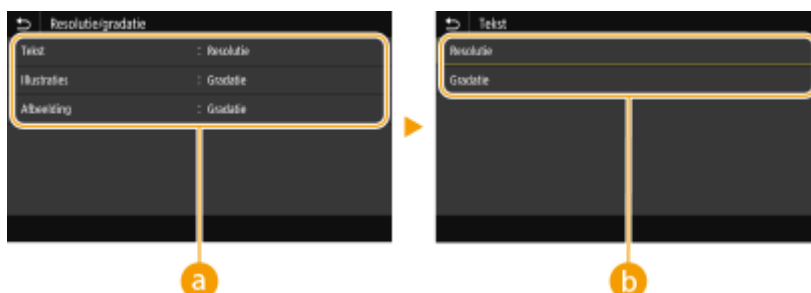 Resolutie/gradatie
Tekst : Resolutie
Illustraties : Gradatie
Afbeelding : Gradatie
a
Tekst
Resolutie
Gradatie
b